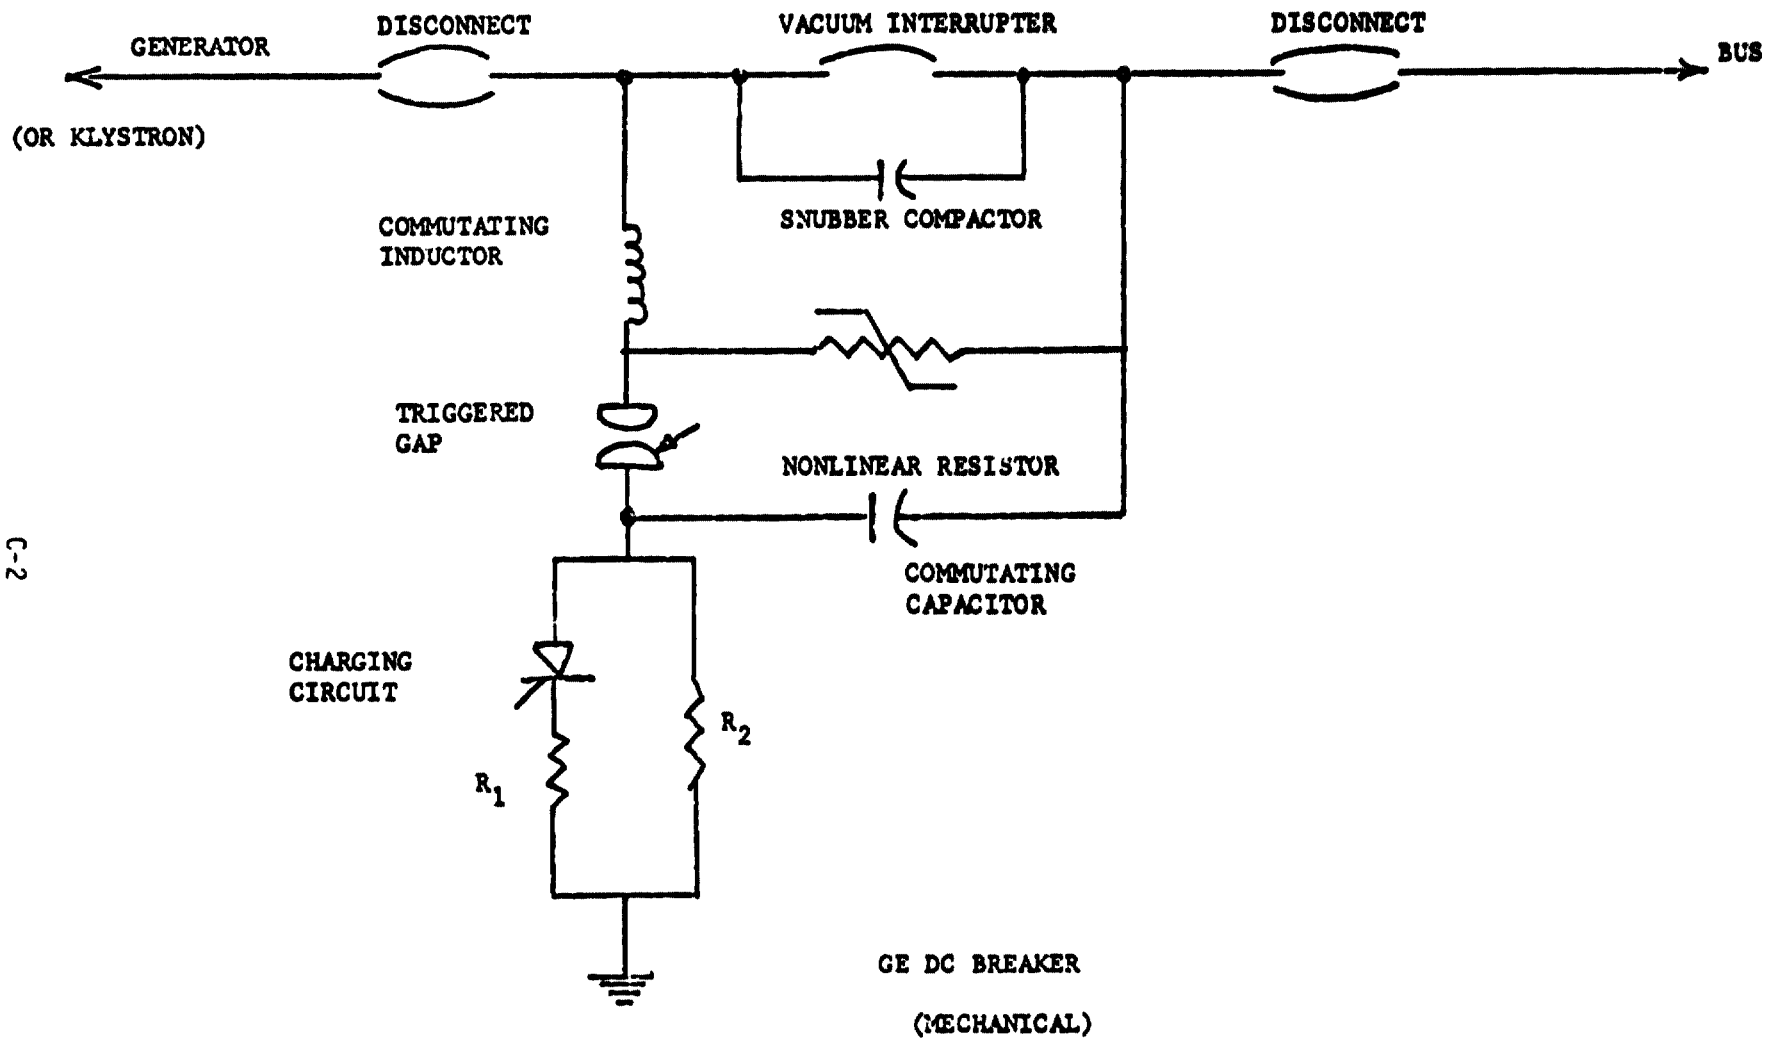 DISCONNECT
VACUUM INTERRUPTER
DISCONNECT
GENERATOR
BUS
(OR KLYSTRON)
SNUBBER COMPACTOR
COMMUTATING
INDUCTOR
TRIGGERED
GAP
NONLINEAR RESISTOR
C-2
COMMUTATING
CAPACITOR
CHARGING
CIRCUIT
R2
R1
GE DC BREAKER
(MECHANICAL)